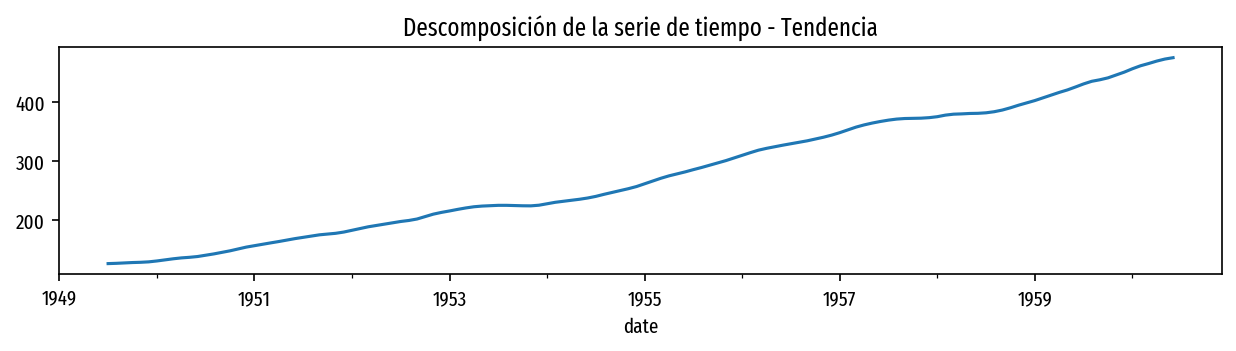 Descomposición de la serie de tiempo - Tendencia
400
300
200
1949 1951 1953 1955 1957 1959
date